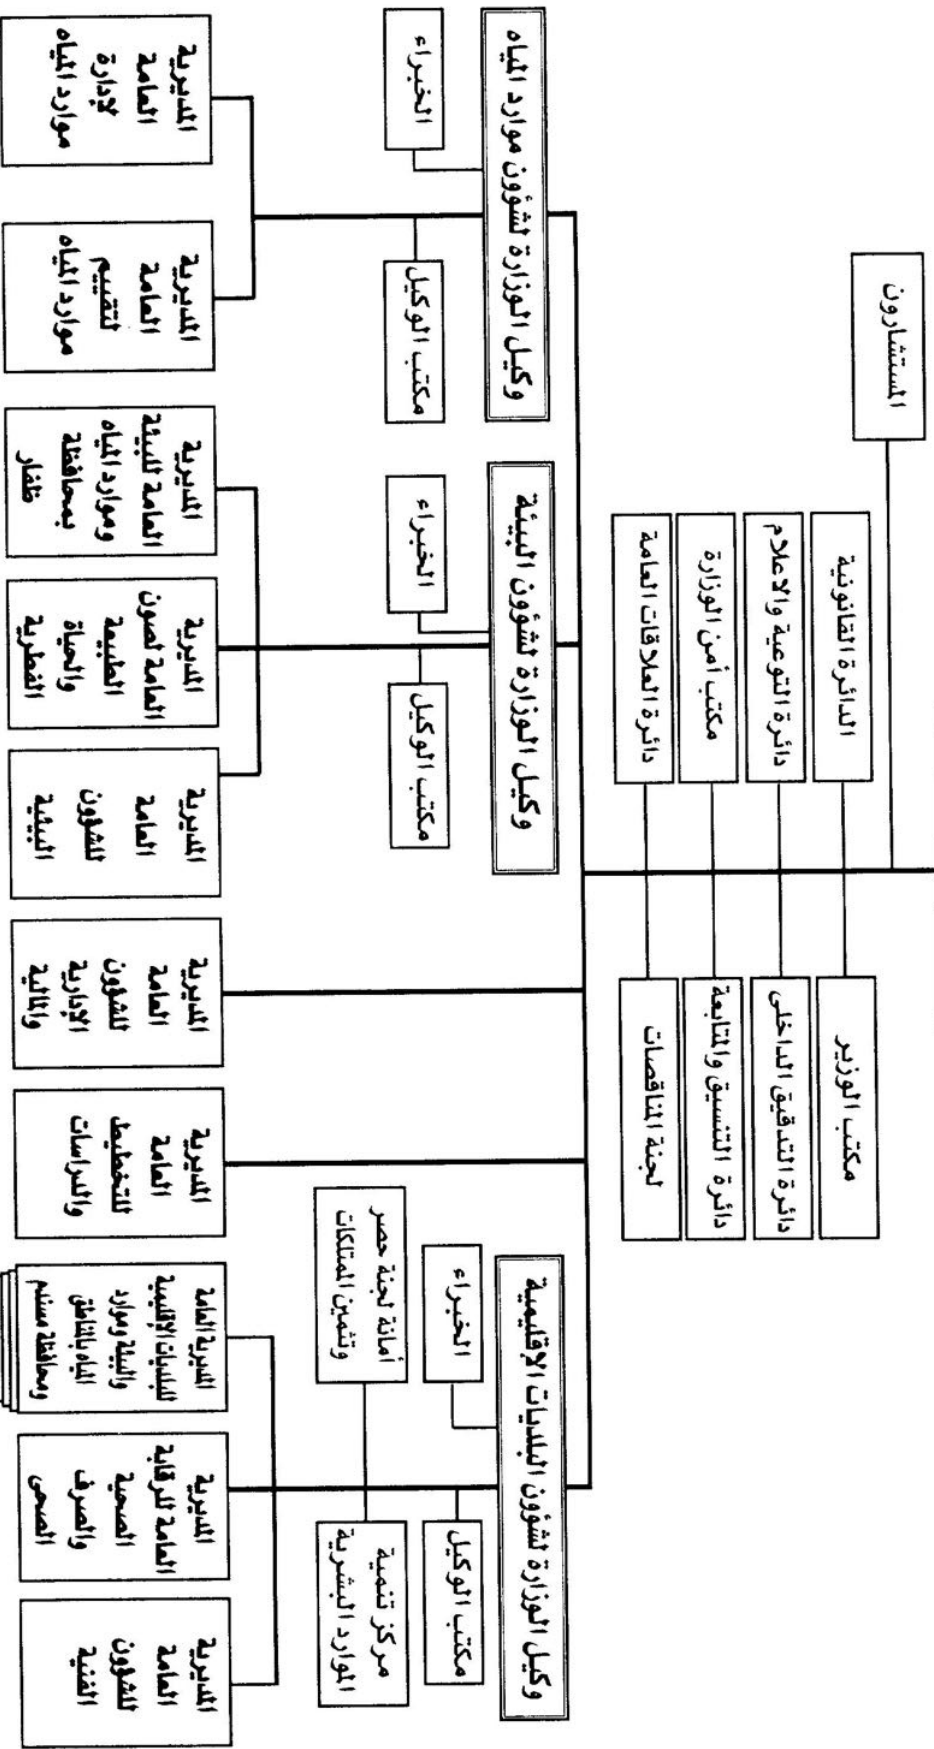 المستشارون
مكتب الوزير
الدائرة القانونية
دائرة التدقيق الداخلى
دائرة التوعية والاعلام
دائرة التنسيق والمتابعة
مكتب أمن الوزارة
لجنة المناقصات
دائرة العلاقات العامة
وكيل الوزارة لشؤون البلديات الإقليمية
وكيل الوزارة لشؤون البيئة
وكيل الوزارة لشؤون موارد المياه
الخبراء
مكتب الوكيل
أمانة لجنة حصر
وتثمين الممتلكات
مركز تنمية
الموارد البشرية
الخبراء
مكتب الوكيل
الخبراء
مكتب الوكيل
المديرية
العامة
للشؤون
الفنية
المديرية
العامة للرقابة
الصحية
والصرف
الصحى
المديرية العامة
للبلديات الإقليمية
والبيئة وموارد
المياه بالمناطق
ومحافظة مسندم
المديرية
العامة
للتخطيط
والدراسات
المديرية
العامة
للشؤون
الإدارية
والمالية
المديرية
العامة
للشؤون
البيئية
المديرية
العامة لصون
الطبيعة
والحياة
الفطرية
المديرية
العامة للبيئة
وموارد المياه
بمحافظة
ظفار
المديرية
العامة
لتقييم
موارد المياه
المديرية
العامة
لإدارة
موارد المياه